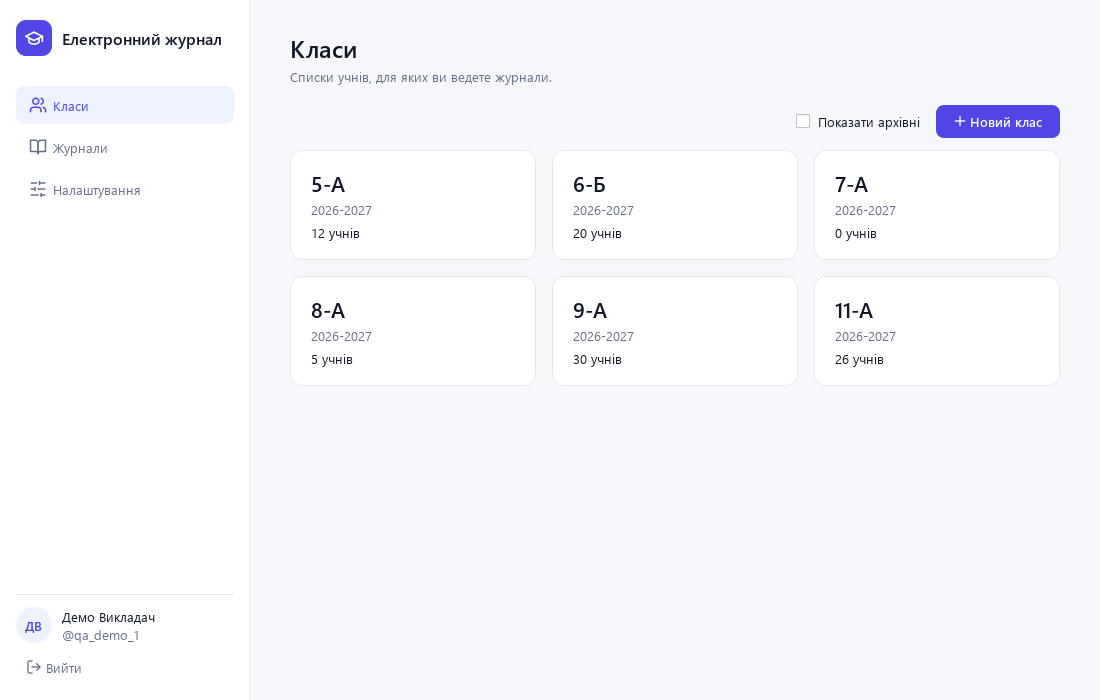 Електронний журнал
Класи
Журнали
Налаштування
Класи
Списки учнів, для яких ви ведете журнали.
Показати архівні
Новий клас
5-А
2026-2027
12 учнів
6-Б
2026-2027
20 учнів
7-А
2026-2027
0 учнів
8-А
2026-2027
5 учнів
9-А
2026-2027
30 учнів
11-А
2026-2027
26 учнів
ДВ
Демо Викладач
@qa_demo_1
Вийти